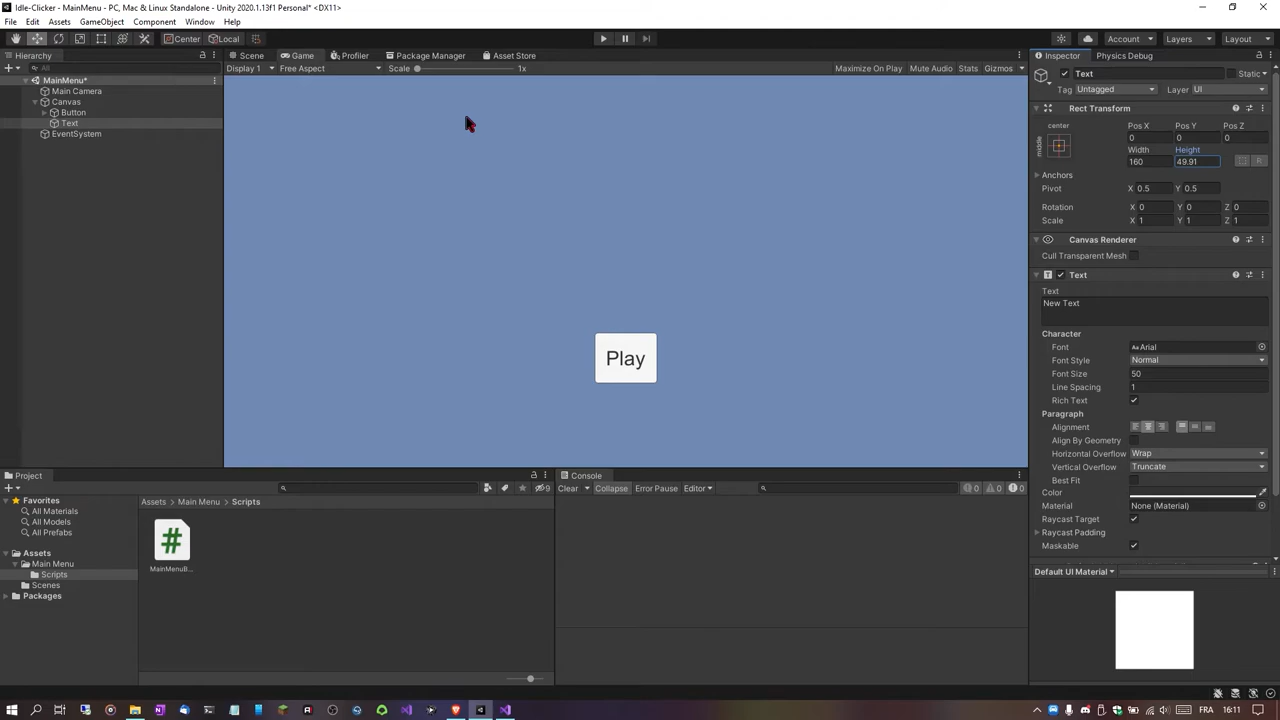 Idle-Clicker - MainMenu - PC, Mac & Linux Standalone - Unity 2020.1.13f1 Personal* <DX11>
File Edit Assets GameObject Component Window Help
Center Local Account Layers Layout
Hierarchy Scene Game Profiler Package Manager Asset Store Inspector Physics Debug
All
Display 1 Free Aspect Scale 1x Maximize On Play Mute Audio Stats Gizmos
MainMenu*
Main Camera
Canvas
Button
Text
EventSystem
Play
Text Static
Tag Untagged Layer UI
Rect Transform
center
middle
Pos X Pos Y Pos Z
0 0 0
Width Height
160 49.91
R
Anchors
Pivot X 0.5 Y 0.5
Rotation X 0 Y 0 Z 0
Scale X 1 Y 1 Z 1
Canvas Renderer
Cull Transparent Mesh
Text
Text
New Text
Character
Font Arial
Font Style Normal
Font Size 50
Line Spacing 1
Rich Text
Paragraph
Alignment
Align By Geometry
Horizontal Overflow Wrap
Vertical Overflow Truncate
Best Fit
Color
Material None (Material)
Raycast Target
Raycast Padding
Maskable
Default UI Material
Project
9
Favorites
All Materials
All Models
All Prefabs
Assets
Main Menu
Scripts
Scenes
Packages
Assets Main Menu Scripts
#
MainMenuB...
Console
Clear Collapse Error Pause Editor 0 0 0
FRA 16:11